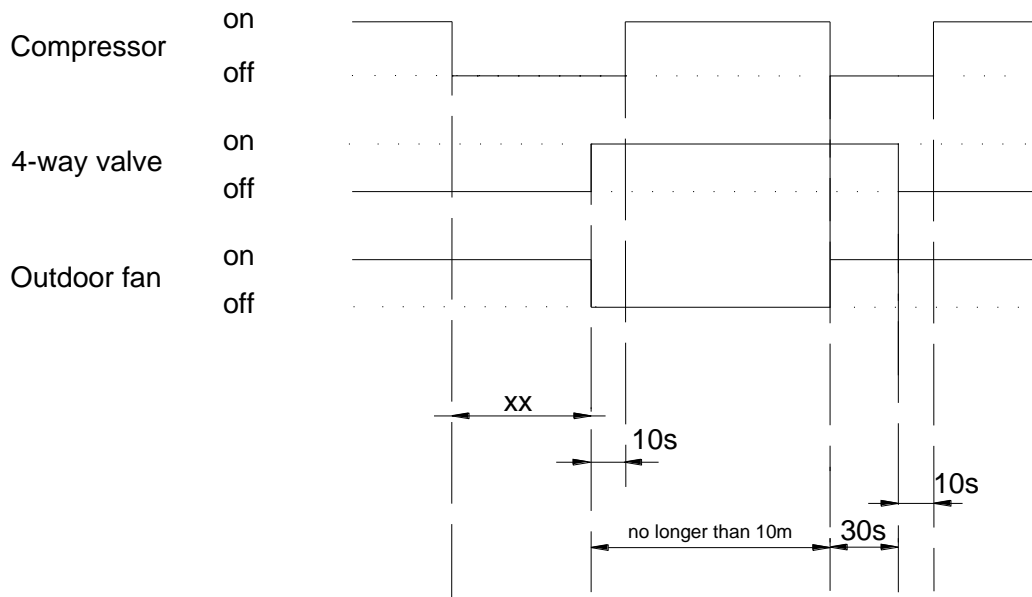 on
Compressor
off
on
4-way valve
off
on
Outdoor fan
off
xx
10s
10s
no longer than 10m
30s